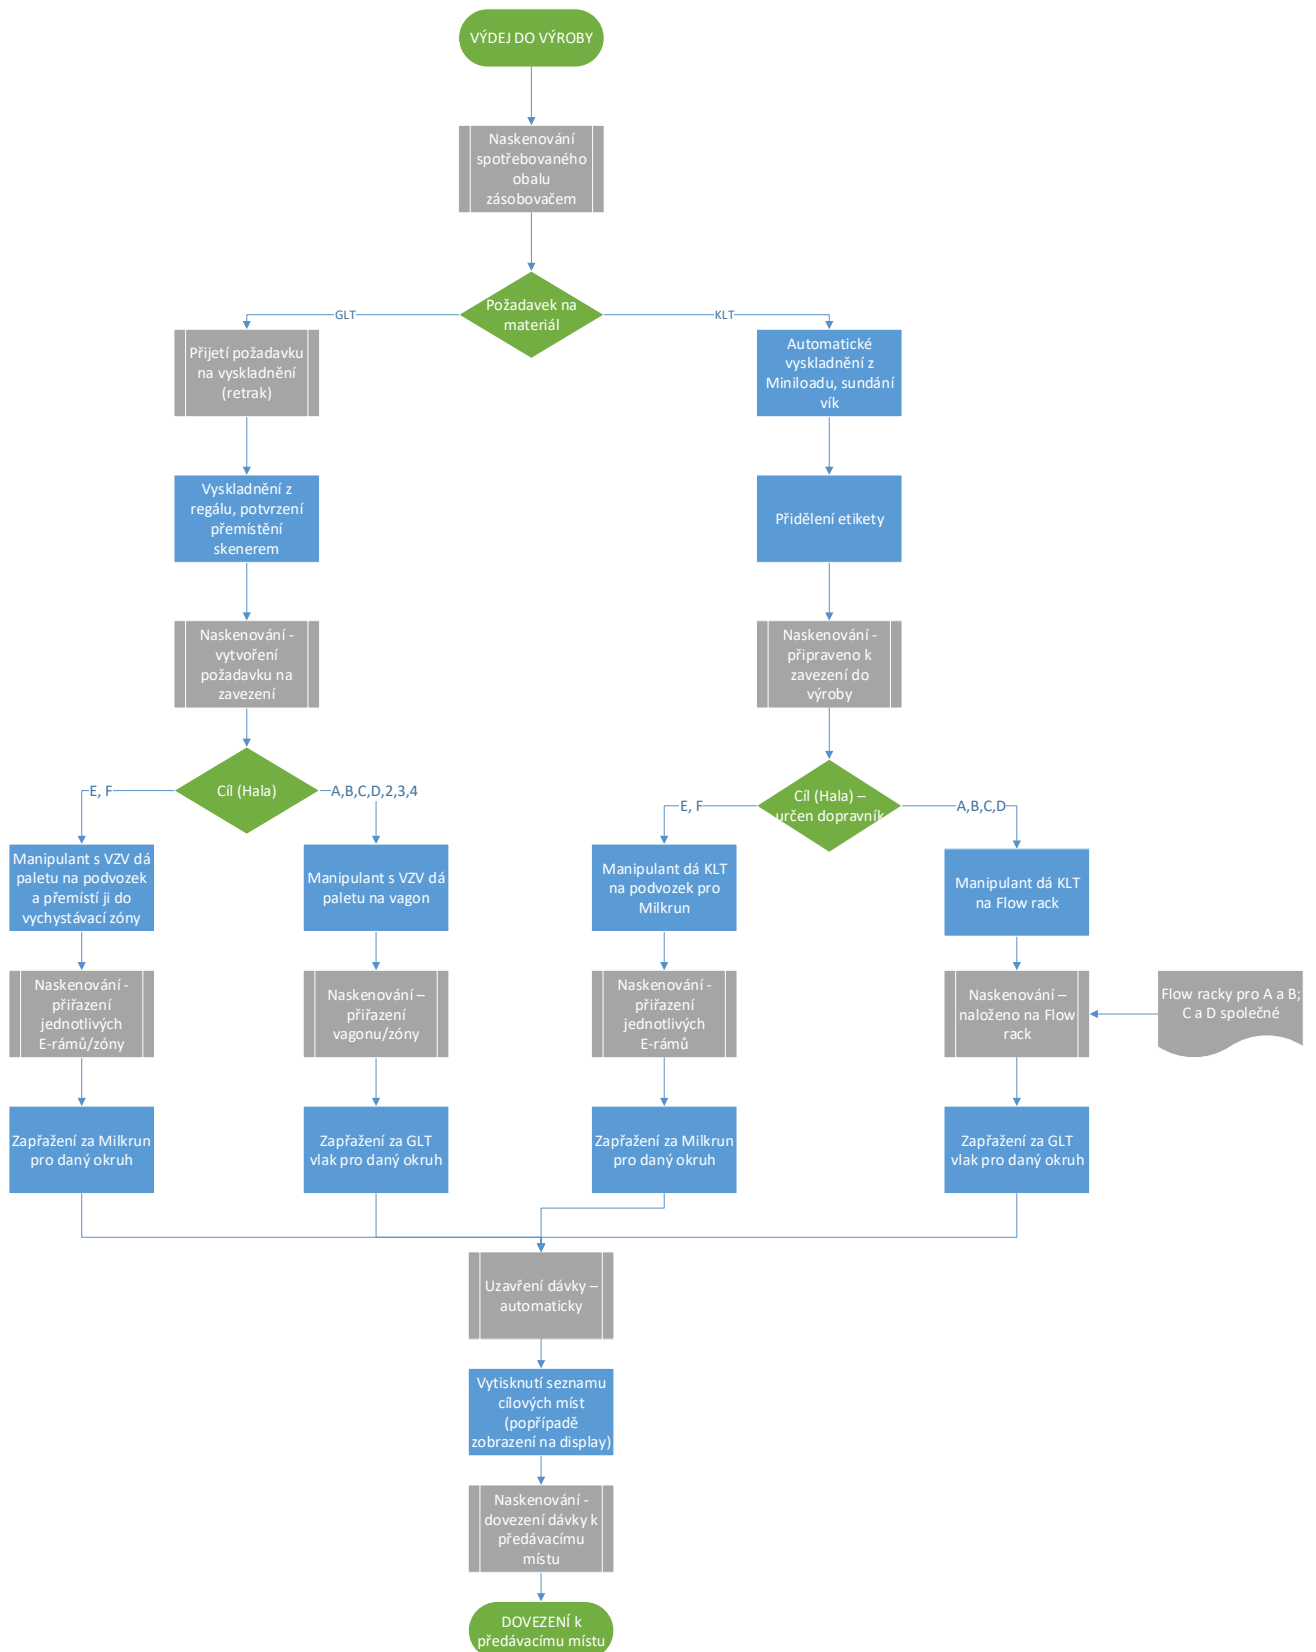 VÝDEJ DO VÝROBY
Naskenování
spotřebovaného
obalu
zásobovačem
Požadavek na
materiál
GLT
KLT
Přijetí požadavku
na vyskladnění
(retrak)
Automatické
vyskladnění z
Miniloadu, sundání
vík
Vyskladnění z
regálu, potvrzení
přemístění
skenerem
Přidělení etikety
Naskenování -
vytvoření
požadavku na
zavezení
Naskenování -
připraveno k
zavezení do
výroby
Cíl (Hala)
E, F
A,B,C,D,2,3,4
Cíl (Hala) –
určen dopravník
E, F
A,B,C,D
Manipulant s VZV dá
paletu na podvozek
a přemístí ji do
vychystávací zóny
Manipulant s VZV dá
paletu na vagon
Manipulant dá KLT
na podvozek pro
Milkrun
Manipulant dá KLT
na Flow rack
Naskenování -
přiřazení
jednotlivých
E-rámů/zóny
Naskenování –
přiřazení
vagonu/zóny
Naskenování -
přiřazení
jednotlivých
E-rámů
Naskenování –
naloženo na Flow
rack
Flow racky pro A a B;
C a D společné
Zapřažení za Milkrun
pro daný okruh
Zapřažení za GLT
vlak pro daný okruh
Zapřažení za Milkrun
pro daný okruh
Zapřažení za GLT
vlak pro daný okruh
Uzavření dávky –
automaticky
Vytisknutí seznamu
cílových míst
(popřípadě
zobrazení na display)
Naskenování -
dovezení dávky k
předávacímu
místu
DOVEZENÍ k
předávacímu místu